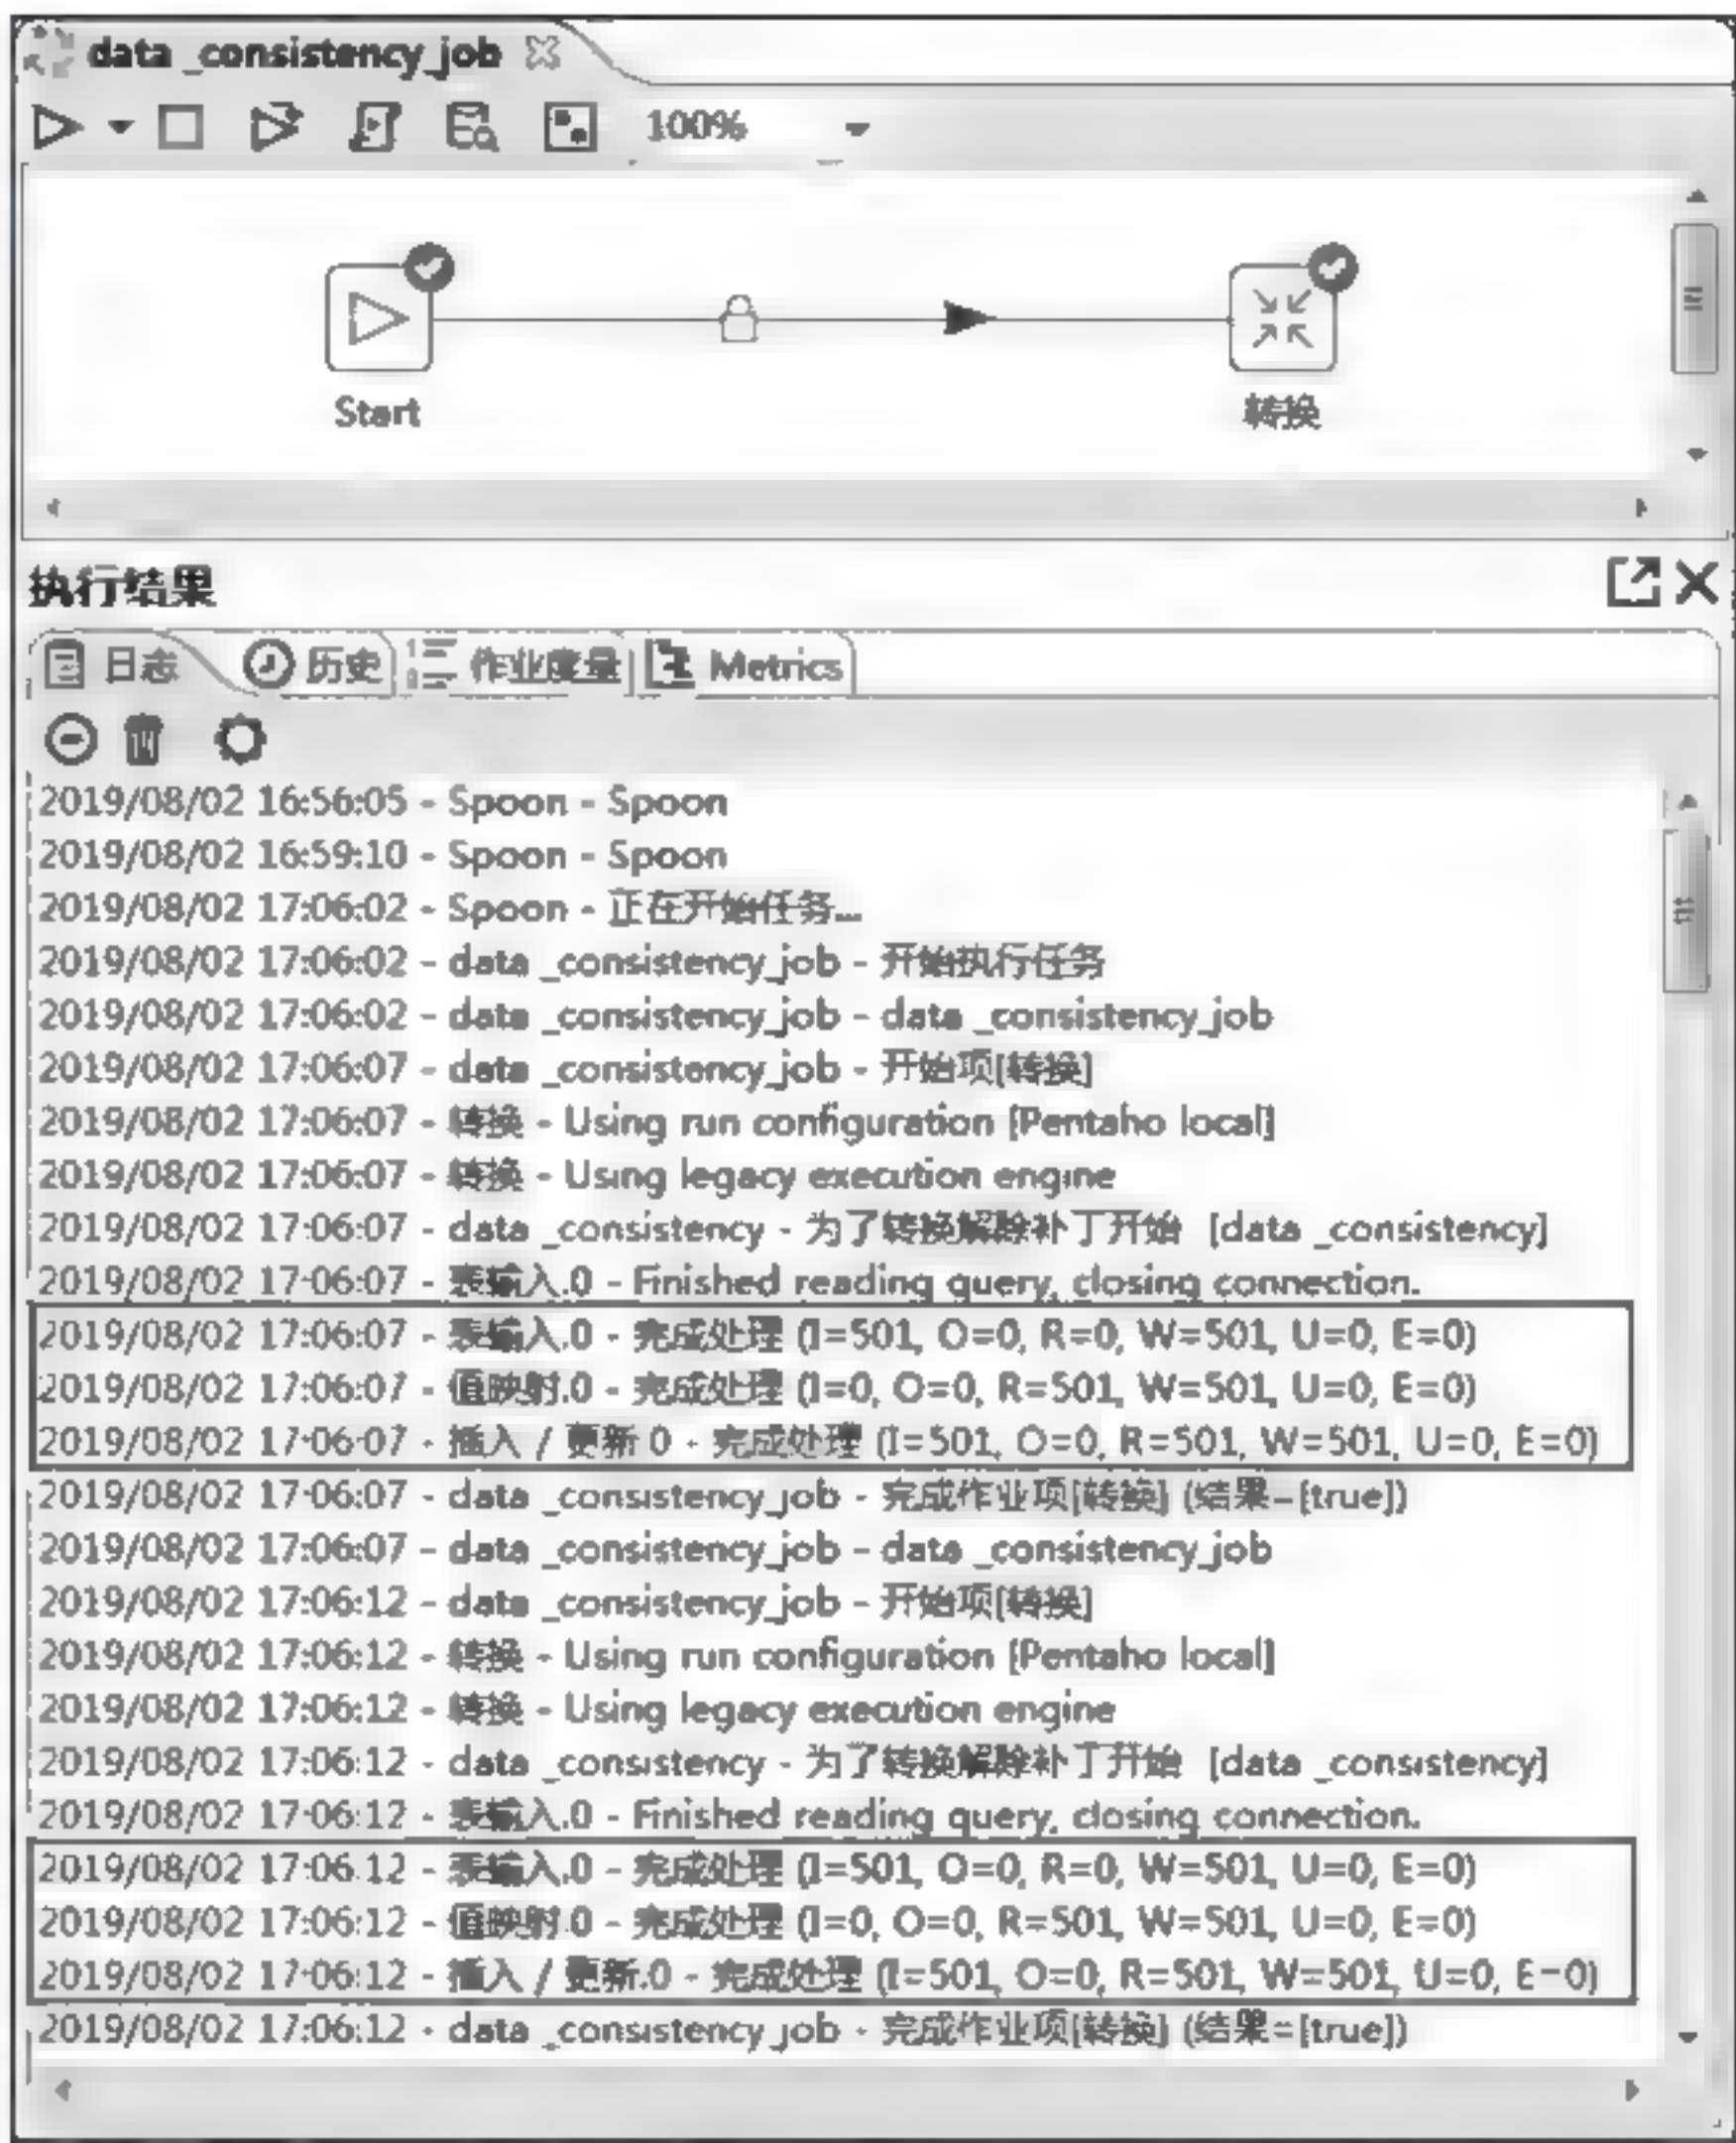 data _consistency_job
100%
Start
转换
执行结果
日志 历史 作业度量 Metrics
2019/08/02 16:56:05 - Spoon - Spoon
2019/08/02 16:59:10 - Spoon - Spoon
2019/08/02 17:06:02 - Spoon - 正在开始任务...
2019/08/02 17:06:02 - data _consistency_job - 开始执行任务
2019/08/02 17:06:02 - data _consistency_job - data _consistency_job
2019/08/02 17:06:07 - data _consistency_job - 开始项[转换]
2019/08/02 17:06:07 - 转换 - Using run configuration [Pentaho local]
2019/08/02 17:06:07 - 转换 - Using legacy execution engine
2019/08/02 17:06:07 - data _consistency - 为了转换解除补丁开始 [data _consistency]
2019/08/02 17:06:07 - 表输入.0 - Finished reading query, closing connection.
2019/08/02 17:06:07 - 表输入.0 - 完成处理 (I=501, O=0, R=0, W=501, U=0, E=0)
2019/08/02 17:06:07 - 值映射.0 - 完成处理 (I=0, O=0, R=501, W=501, U=0, E=0)
2019/08/02 17:06:07 - 插入 / 更新.0 - 完成处理 (I=501, O=0, R=501, W=501, U=0, E=0)
2019/08/02 17:06:07 - data _consistency_job - 完成作业项[转换] (结果=[true])
2019/08/02 17:06:07 - data _consistency_job - data _consistency_job
2019/08/02 17:06:12 - data _consistency_job - 开始项[转换]
2019/08/02 17:06:12 - 转换 - Using run configuration [Pentaho local]
2019/08/02 17:06:12 - 转换 - Using legacy execution engine
2019/08/02 17:06:12 - data _consistency - 为了转换解除补丁开始 [data _consistency]
2019/08/02 17:06:12 - 表输入.0 - Finished reading query, closing connection.
2019/08/02 17:06:12 - 表输入.0 - 完成处理 (I=501, O=0, R=0, W=501, U=0, E=0)
2019/08/02 17:06:12 - 值映射.0 - 完成处理 (I=0, O=0, R=501, W=501, U=0, E=0)
2019/08/02 17:06:12 - 插入 / 更新.0 - 完成处理 (I=501, O=0, R=501, W=501, U=0, E=0)
2019/08/02 17:06:12 - data _consistency_job - 完成作业项[转换] (结果=[true])